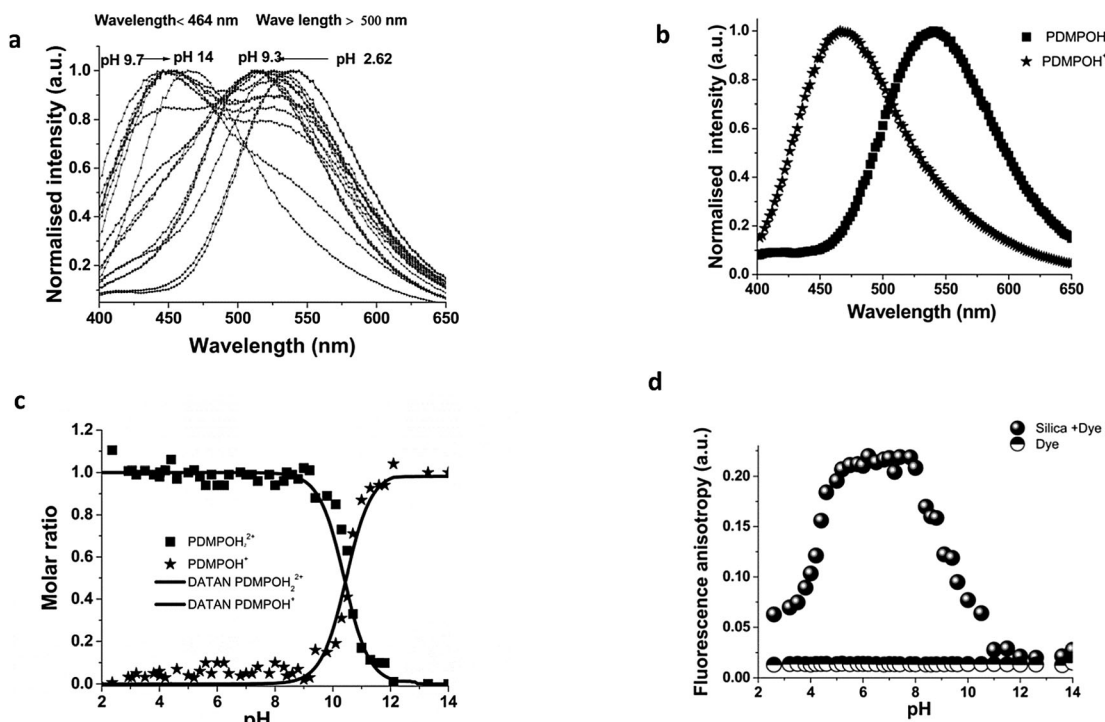 Wavelength< 464 nm Wave length > 500 nm
a
pH 9.7 pH 14 pH 9.3 pH 2.62
1.0
0.8
0.6
0.4
0.2
400 450 500 550 600 650
Normalised intensity (a.u.)
Wavelength (nm)
b
PDMPOH
PDMPOH⁺
1.0
0.8
0.6
0.4
0.2
0.0
400 450 500 550 600 650
Normalised intensity (a.u.)
Wavelength (nm)
c
1.2
1.0
0.8
0.6
0.4
0.2
0.0
PDMPOH₂²⁺
PDMPOH⁺
DATAN PDMPOH₂²⁺
DATAN PDMPOH⁺
2 4 6 8 10 12 14
Molar ratio
pH
d
Silica +Dye
Dye
0.20
0.15
0.10
0.05
0.00
2 4 6 8 10 12 14
Fluorescence anisotropy (a.u.)
pH